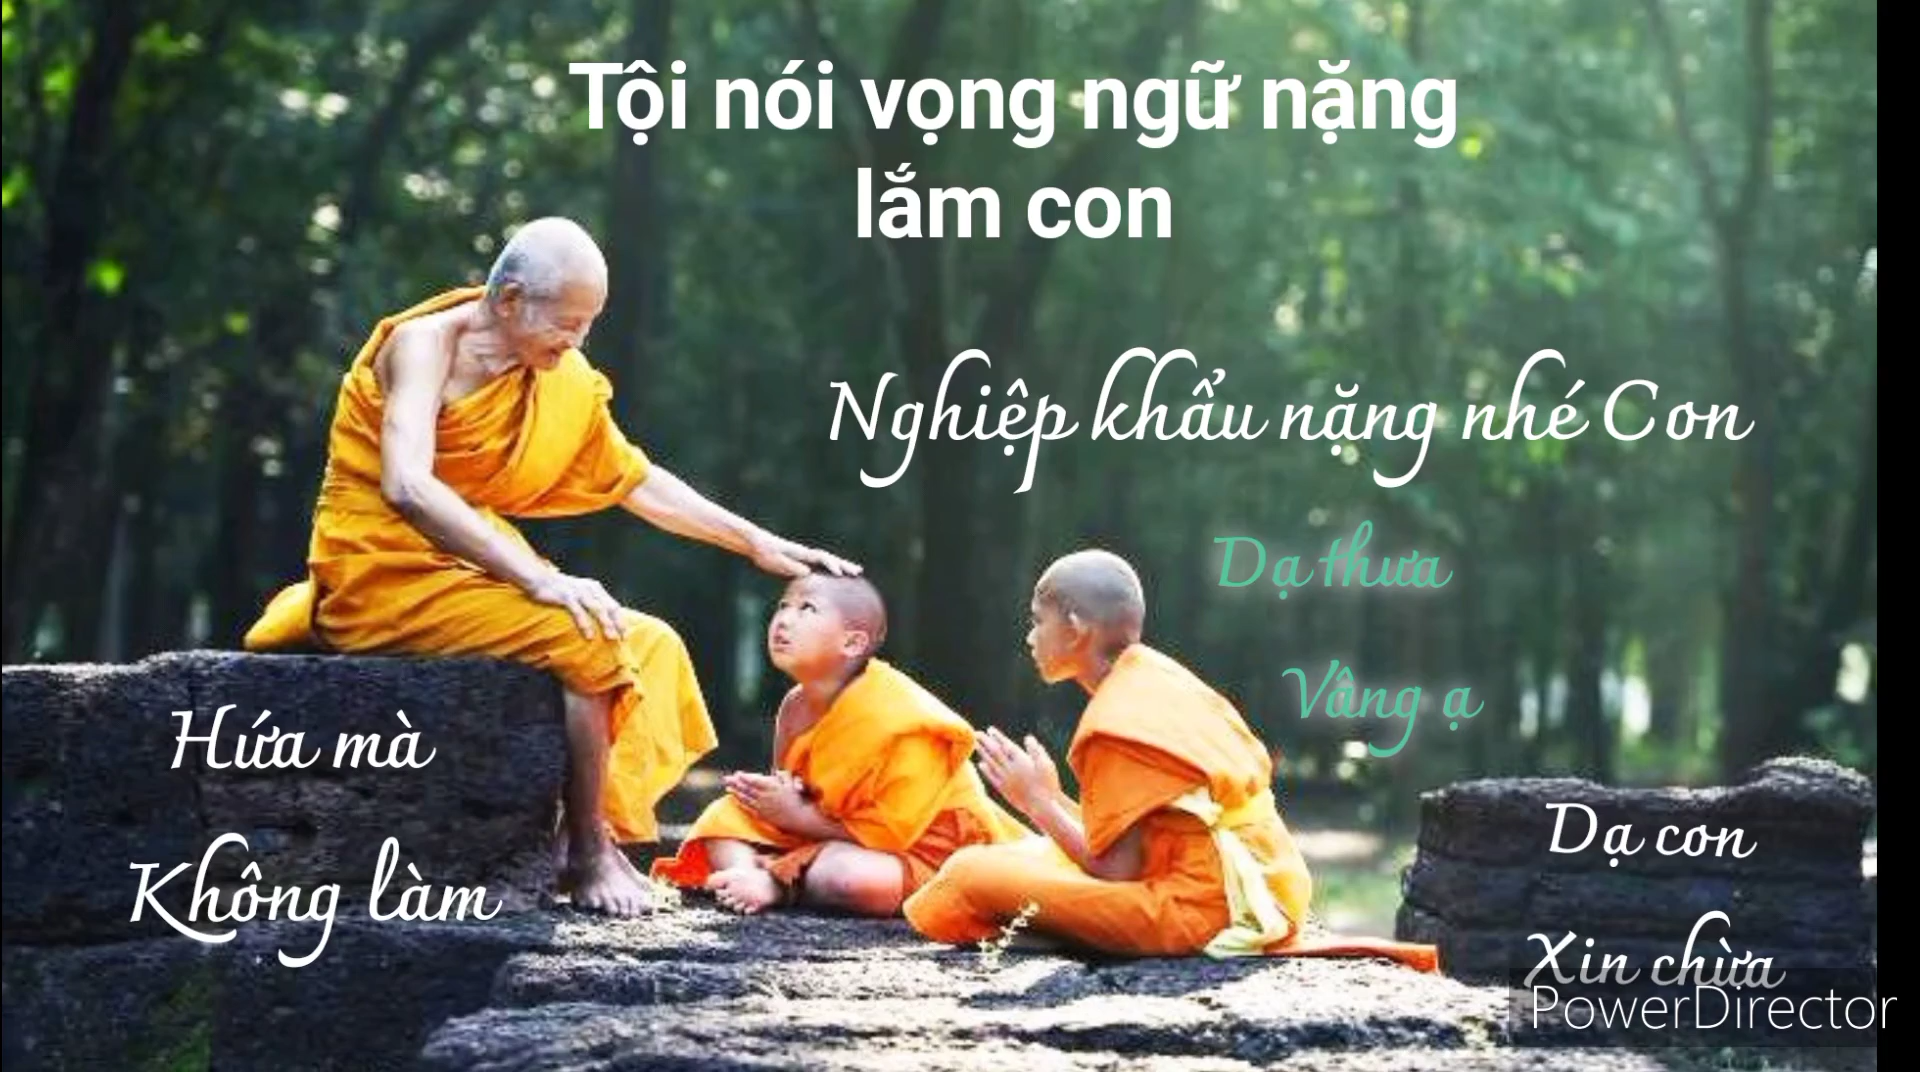 Tội nói vọng ngữ nặng
lắm con
Nghiệp khẩu nặng nhé Con
Dạ thưa
Vâng ạ
Hứa mà
Không làm
Dạ con
Xin chừa
PowerDirector